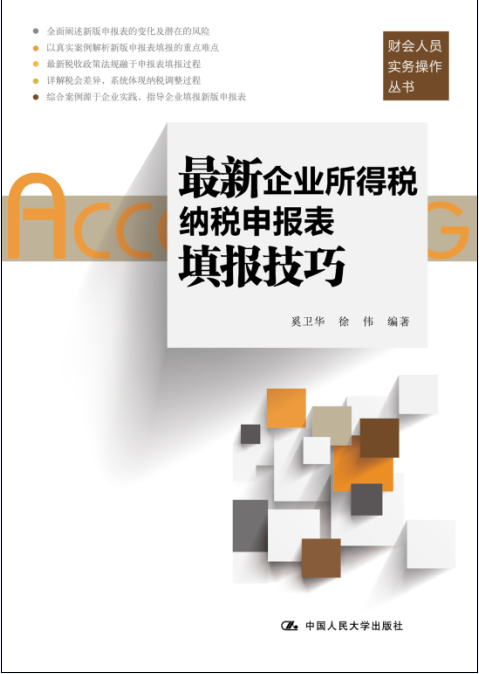 全面阐述新版申报表的变化及潜在的风险
以真实案例解析新版申报表填报的重点难点
最新税收政策法规融于申报表填报过程
详解税会差异，系统体现纳税调整过程
综合案例源于企业实践，指导企业填报新版申报表
财会人员
实务操作
丛书
最新企业所得税
纳税申报表
填报技巧
ACC
G
奚卫华 徐伟 编著
中国人民大学出版社